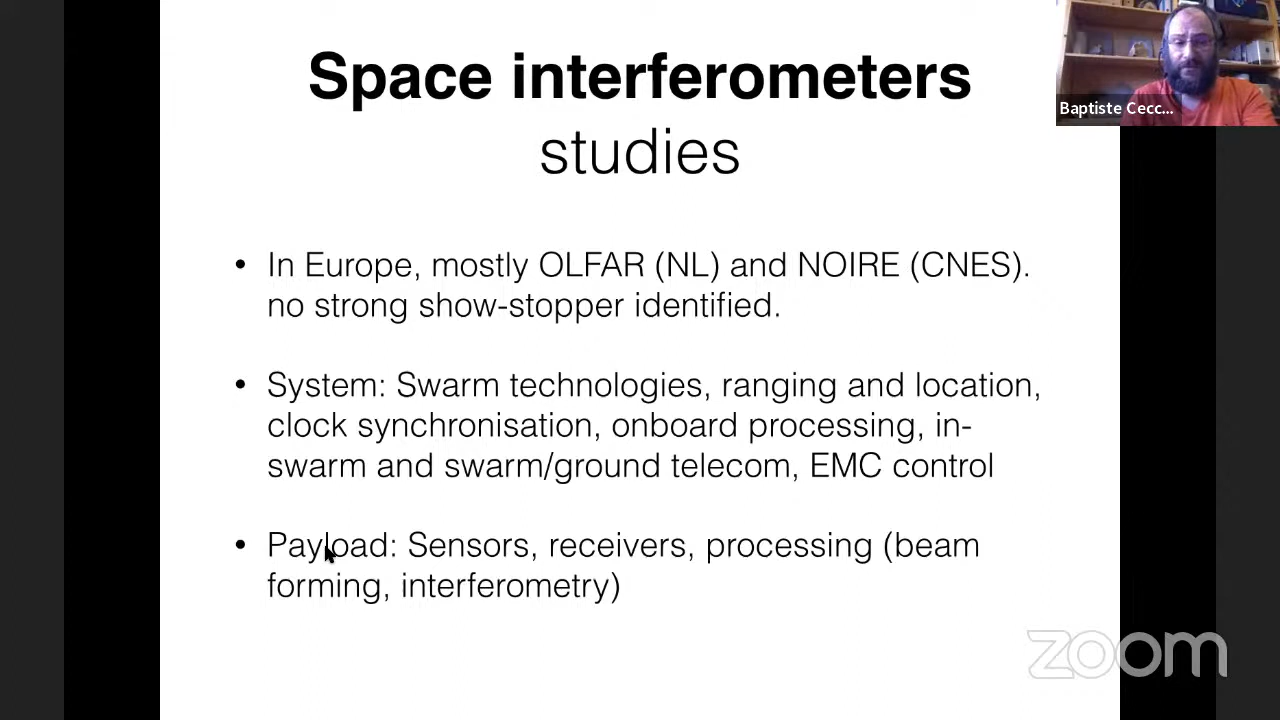 Space interferometers
studies
Baptiste Cecc...
• In Europe, mostly OLFAR (NL) and NOIRE (CNES).
no strong show-stopper identified.
• System: Swarm technologies, ranging and location,
clock synchronisation, onboard processing, in-
swarm and swarm/ground telecom, EMC control
• Payload: Sensors, receivers, processing (beam
forming, interferometry)
zoom